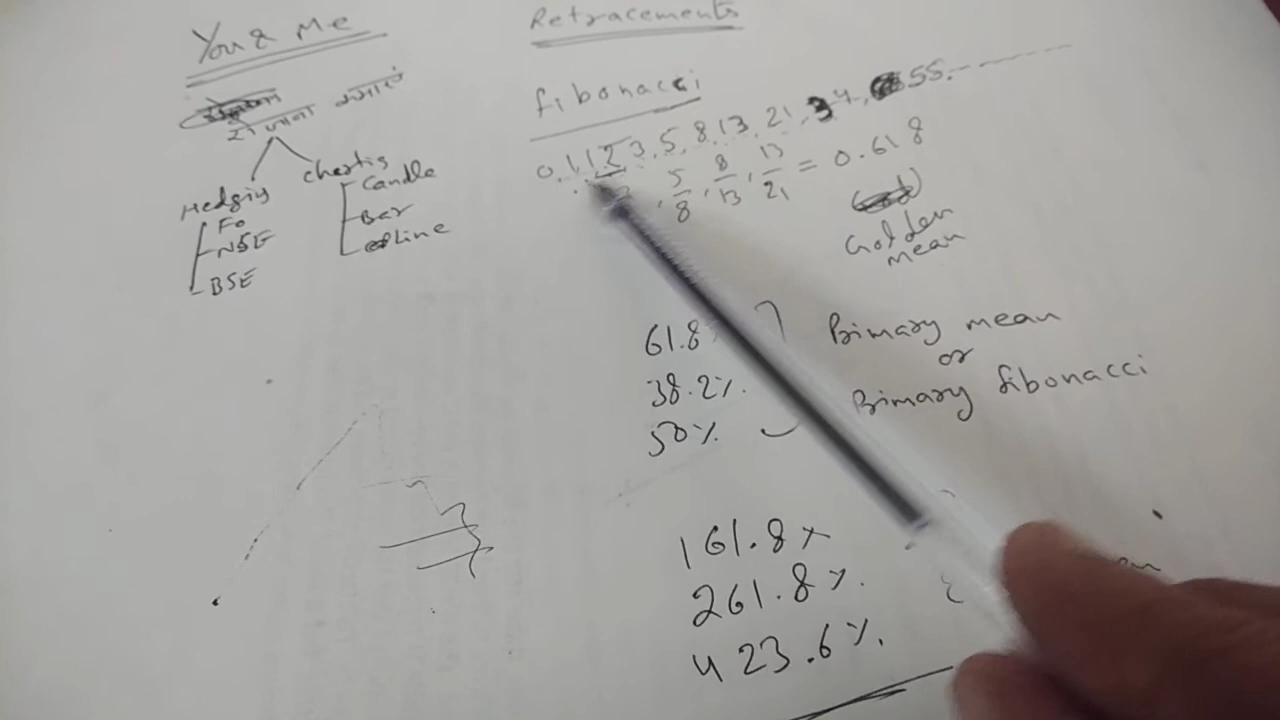 You & Me
Hedging
Fo
NSE
BSE
Chartis
Candle
Bar
line
Retracements
fibonacci
0,1,1,2,3,5,8,13,21,34,55
5/8, 8/13, 13/21 = 0.618
Golden
mean
61.8
38.2%.
50%
Primary mean
or
Primary fibonacci
161.8%
261.8%.
423.6%.